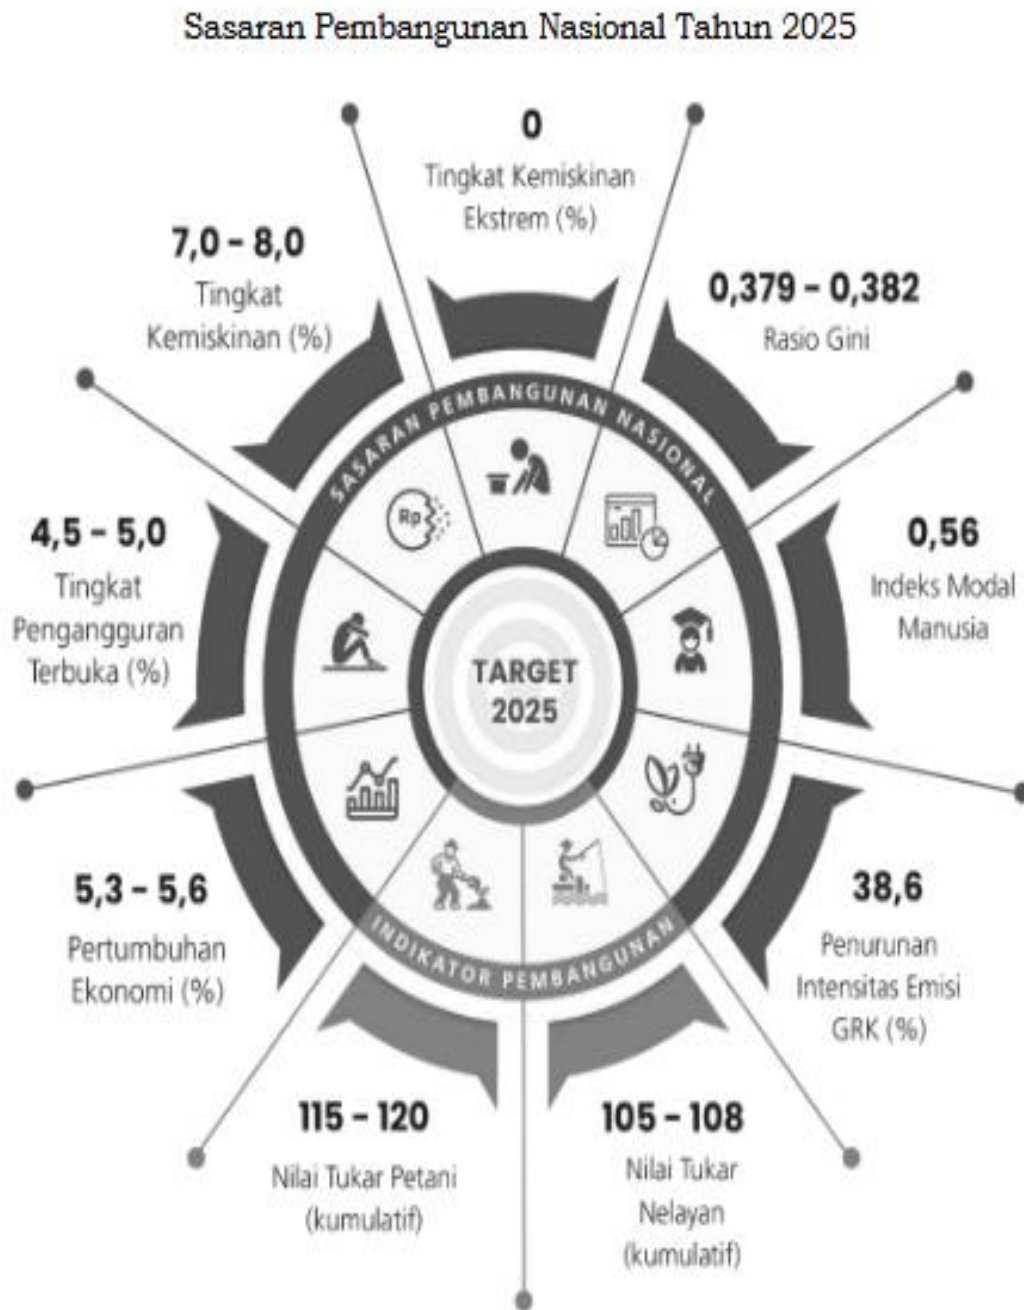 Sasaran Pembangunan Nasional Tahun 2025
0
Tingkat Kemiskinan
Ekstrem (%)
7,0 – 8,0
Tingkat
Kemiskinan (%)
0,379 – 0,382
Rasio Gini
SASARAN PEMBANGUNAN NASIONAL
Rp
4,5 – 5,0
Tingkat
Pengangguran
Terbuka (%)
0,56
Indeks Modal
Manusia
TARGET
2025
5,3 – 5,6
Pertumbuhan
Ekonomi (%)
38,6
Penurunan
Intensitas Emisi
GRK (%)
INDIKATOR PEMBANGUNAN
115 – 120
Nilai Tukar Petani
(kumulatif)
105 – 108
Nilai Tukar
Nelayan
(kumulatif)